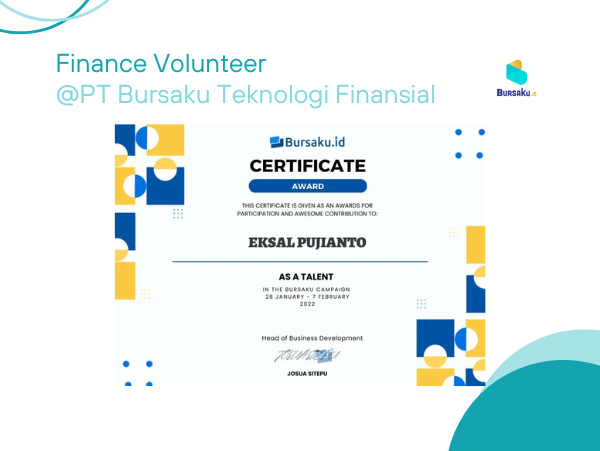 Finance Volunteer
@PT Bursaku Teknologi Finansial
BURSAKU.ID
Bursaku.id
CERTIFICATE
AWARD
THIS CERTIFICATE IS GIVEN AS AN AWARDS FOR
PARTICIPATION AND AWESOME CONTRIBUTION TO:
EKSAL PUJIANTO
AS A TALENT
IN THE BURSAKU CAMPAIGN
28 JANUARY - 7 FEBRUARY
2022
Head of Business Development
JOSUA SITEPU